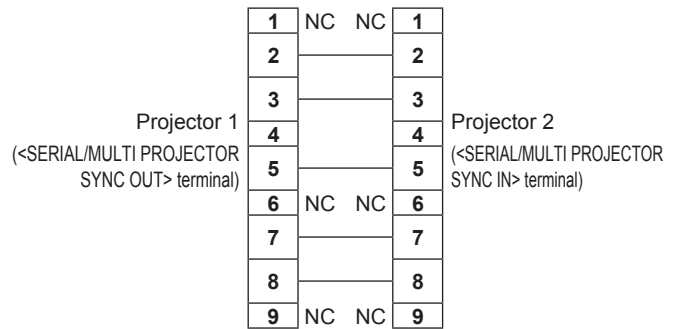 1 NC NC 1
2 2
3 3
Projector 1 Projector 2
4 4
(<SERIAL/MULTI PROJECTOR (<SERIAL/MULTI PROJECTOR
5 5
SYNC OUT> terminal) SYNC IN> terminal)
6 NC NC 6
7 7
8 8
9 NC NC 9